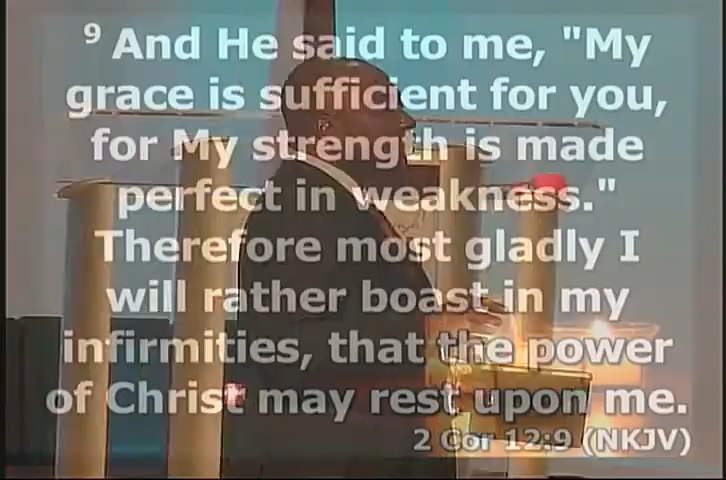 9 And He said to me, "My
grace is sufficient for you,
for My strength is made
perfect in weakness."
Therefore most gladly I
will rather boast in my
infirmities, that the power
of Christ may rest upon me.
2 Cor 12:9 (NKJV)